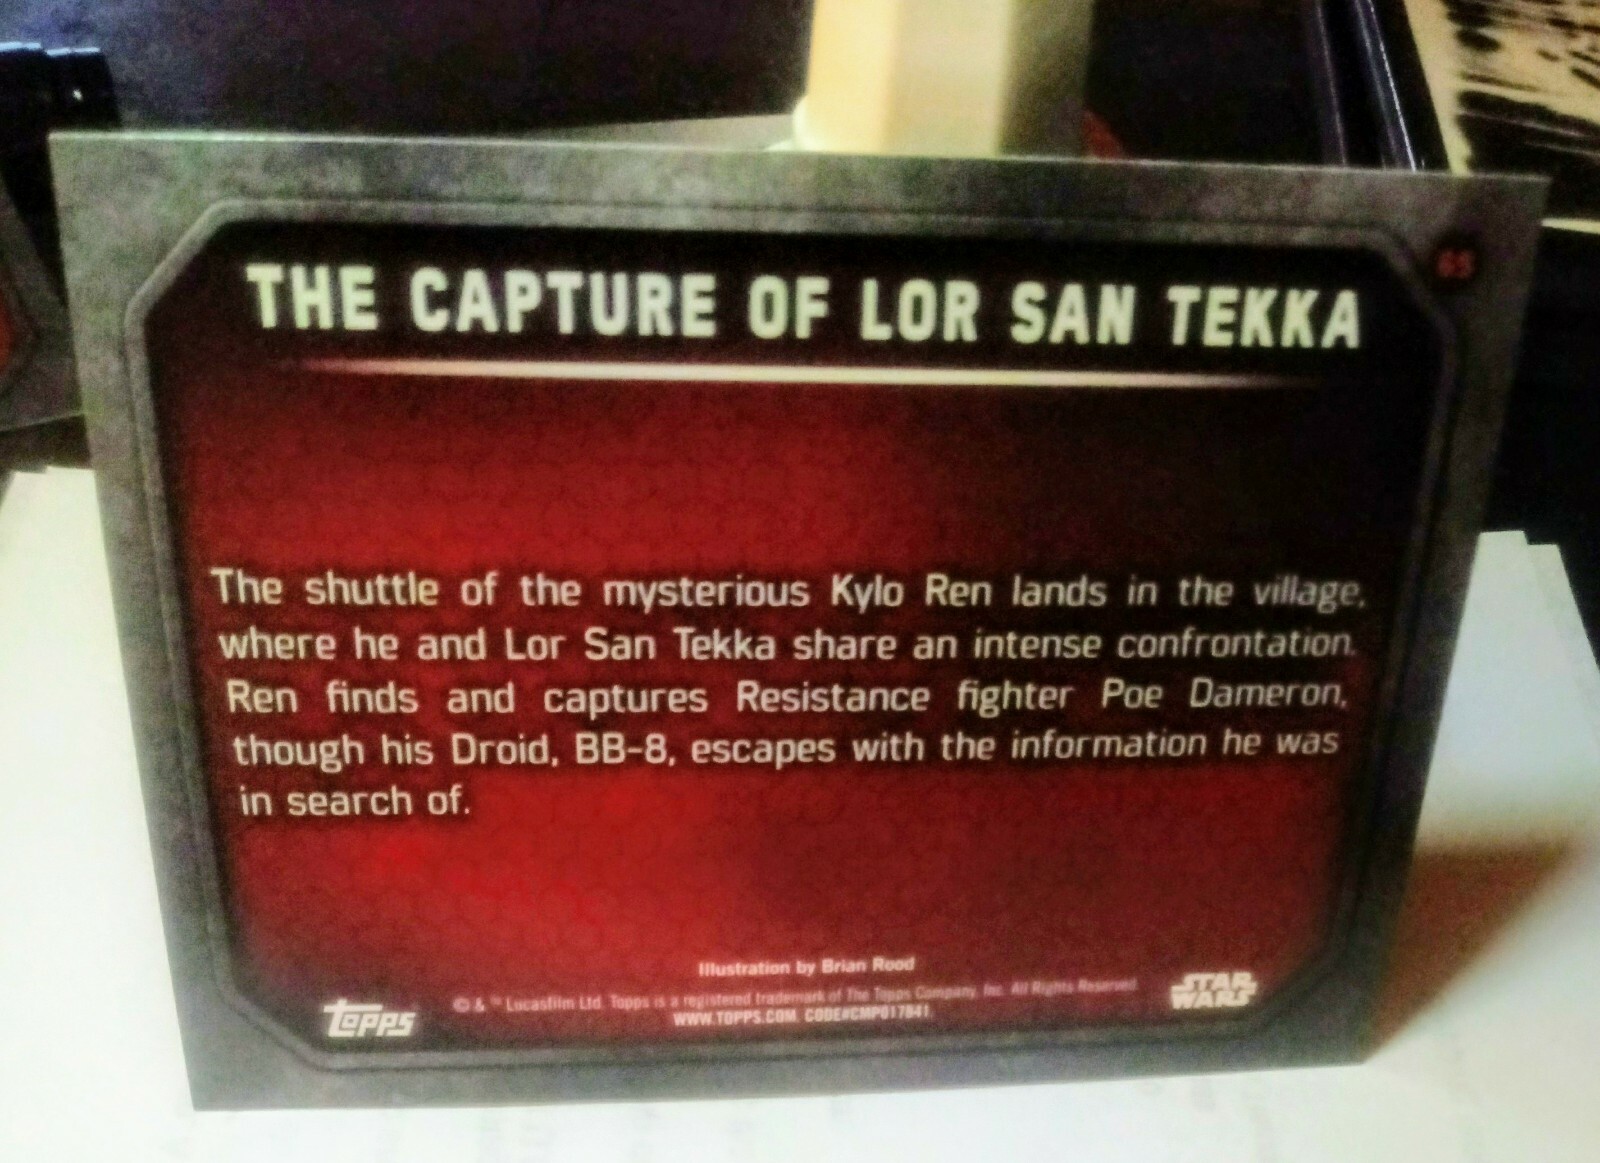 THE CAPTURE OF LOR SAN TEKKA
The shuttle of the mysterious Kylo Ren lands in the village,
where he and Lor San Tekka share an intense confrontation.
Ren finds and captures Resistance fighter Poe Dameron,
though his Droid, BB-8, escapes with the information he was
in search of.
Illustration by Brian Rood
© & ™ Lucasfilm Ltd. Topps is a registered trademark of The Topps Company, Inc. All Rights Reserved.
WWW.TOPPS.COM. CODE#CMP017841.
Topps
STAR
WARS